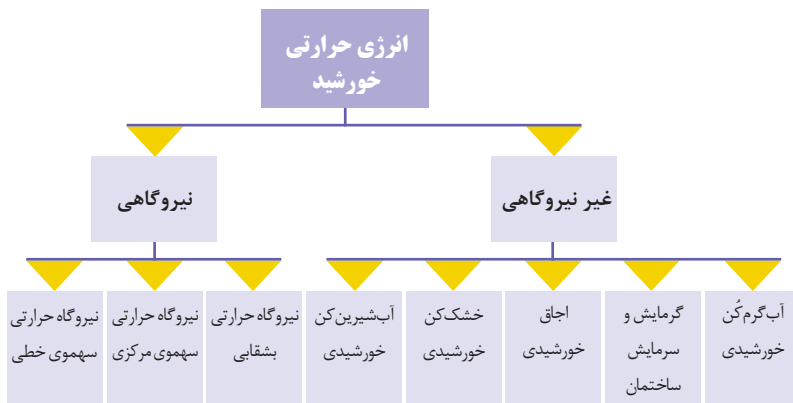 انرژی حرارتی
خورشید
غیر نیروگاهی
نیروگاهی
آب‌گرم‌کُن
خورشیدی
گرمایش و
سرمایش
ساختمان
اجاق
خورشیدی
خشک‌کن
خورشیدی
آب‌شیرین‌کن
خورشیدی
نیروگاه حرارتی
بشقابی
نیروگاه حرارتی
سهموی مرکزی
نیروگاه حرارتی
سهموی خطی